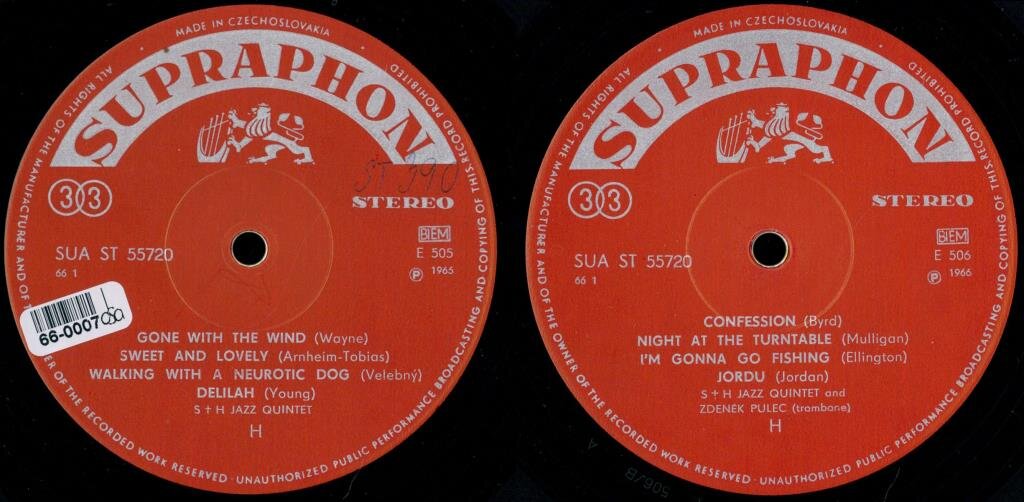 MADE IN CZECHOSLOVAKIA
ALL RIGHTS OF THE MANUFACTURER AND OF THE OWNER OF THE RECORDED WORK RESERVED - UNAUTHORIZED PUBLIC PERFORMANCE BROADCASTING AND COPYING OF THIS RECORD PROHIBITED
SUPRAPHON
ST 390
33
STEREO
SUA ST 55720
BIEM
66 1
E 505
Ⓟ 1965
66-0007
GONE WITH THE WIND (Wayne)
SWEET AND LOVELY (Arnheim-Tobias)
WALKING WITH A NEUROTIC DOG (Velebný)
DELILAH (Young)
S + H JAZZ QUINTET
H
MADE IN CZECHOSLOVAKIA
ALL RIGHTS OF THE MANUFACTURER AND OF THE OWNER OF THE RECORDED WORK RESERVED - UNAUTHORIZED PUBLIC PERFORMANCE BROADCASTING AND COPYING OF THIS RECORD PROHIBITED
SUPRAPHON
33
STEREO
SUA ST 55720
BIEM
66 1
E 506
Ⓟ 1966
CONFESSION (Byrd)
NIGHT AT THE TURNTABLE (Mulligan)
I'M GONNA GO FISHING (Ellington)
JORDU (Jordan)
S + H JAZZ QUINTET and
ZDENEK PULEC (trombone)
H